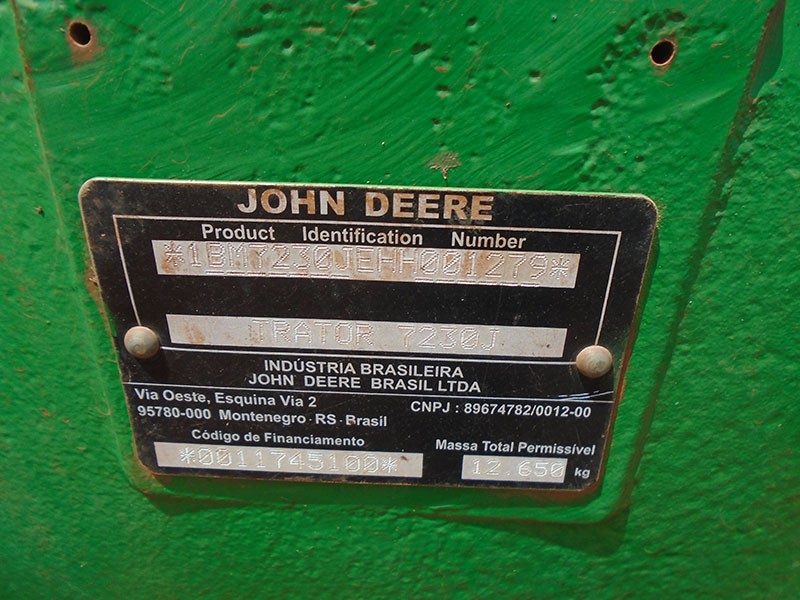 JOHN DEERE
Product Identification Number
*1BM7230JEHH001279*
TRATOR 7230J
INDÚSTRIA BRASILEIRA
JOHN DEERE BRASIL LTDA
Via Oeste, Esquina Via 2
CNPJ : 89674782/0012-00
95780-000 Montenegro - RS - Brasil
Código de Financiamento
*0011745100*
Massa Total Permissível
12.650 kg